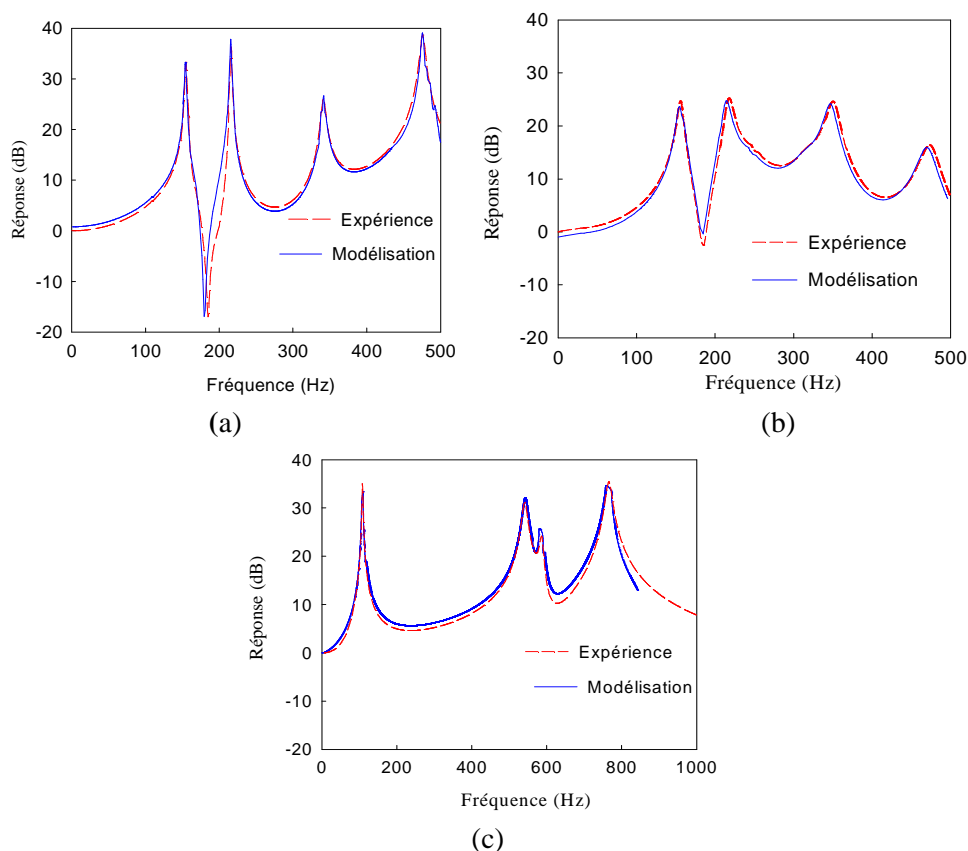 40
30
20
10
0
-10
-20
Réponse (dB)
Expérience
Modélisation
0 100 200 300 400 500
Fréquence (Hz)
(a)
40
30
20
10
0
-10
-20
Réponse (dB)
Expérience
Modélisation
0 100 200 300 400 500
Fréquence (Hz)
(b)
40
30
20
10
0
-10
-20
Réponse (dB)
Expérience
Modélisation
0 200 400 600 800 1000
Fréquence (Hz)
(c)